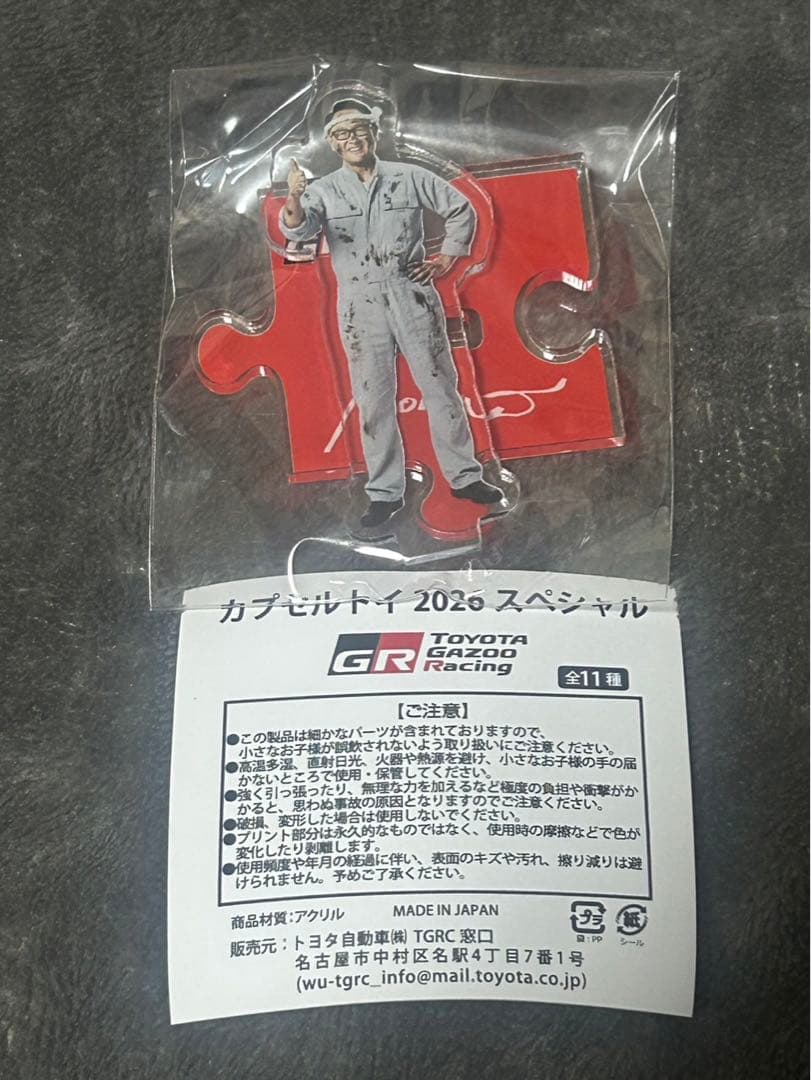 カプセルトイ 2026 スペシャル
GR TOYOTA GAZOO Racing
全11種
【ご注意】
●この製品は細かなパーツが含まれておりますので、
小さなお子様が誤飲されないよう取り扱いにご注意ください。
●高温多湿、直射日光、火器や熱源を避け、小さなお子様の手の届
かないところで使用・保管してください。
●強く引っ張ったり、無理な力を加えるなど極度の負担や衝撃がか
かると、思わぬ事故の原因となりますのでご注意ください。
●破損、変形した場合は使用しないでください。
●プリント部分は永久的なものではなく、使用時の摩擦などで色が
変化したり剥離します。
●使用頻度や年月の経過に伴い、表面のキズや汚れ、擦り減りは避
けられません。予めご了承ください。
商品材質:アクリル MADE IN JAPAN
プラ 紙
袋:PP シール
販売元:トヨタ自動車㈱ TGRC 窓口
名古屋市中村区名駅4丁目7番1号
(wu-tgrc_info@mail.toyota.co.jp)